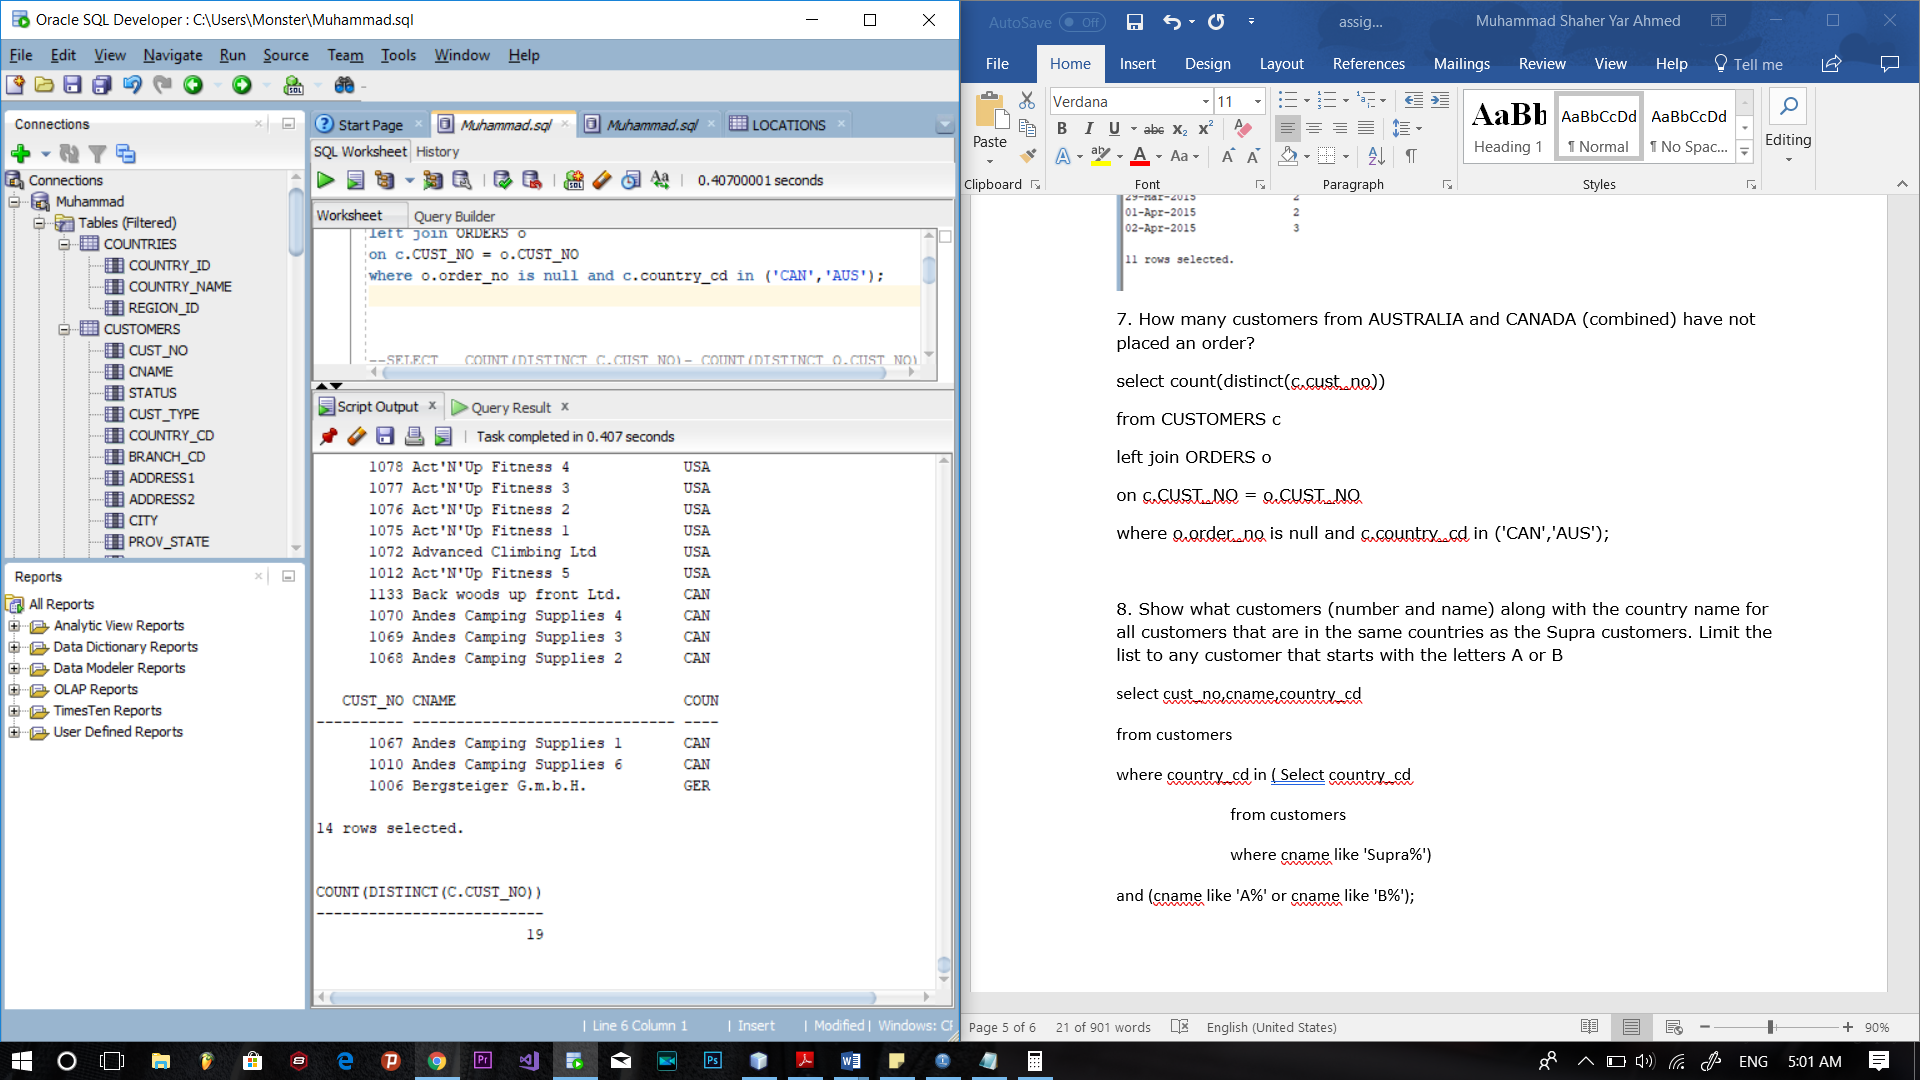 Oracle SQL Developer : C:\Users\Monster\Muhammad.sql
File Edit View Navigate Run Source Team Tools Window Help
Connections
Connections
Muhammad
Tables (Filtered)
COUNTRIES
COUNTRY_ID
COUNTRY_NAME
REGION_ID
CUSTOMERS
CUST_NO
CNAME
STATUS
CUST_TYPE
COUNTRY_CD
BRANCH_CD
ADDRESS1
ADDRESS2
CITY
PROV_STATE
Reports
All Reports
Analytic View Reports
Data Dictionary Reports
Data Modeler Reports
OLAP Reports
TimesTen Reports
User Defined Reports
Start Page Muhammad.sql Muhammad.sql LOCATIONS
SQL Worksheet History
0.40700001 seconds
Worksheet Query Builder
left join ORDERS o
on c.CUST_NO = o.CUST_NO
where o.order_no is null and c.country_cd in ('CAN','AUS');
--SELECT COUNT(DISTINCT C.CUST_NO)- COUNT(DISTINCT O.CUST_NO)
Script Output x Query Result x
Task completed in 0.407 seconds
1078 Act'N'Up Fitness 4 USA
1077 Act'N'Up Fitness 3 USA
1076 Act'N'Up Fitness 2 USA
1075 Act'N'Up Fitness 1 USA
1072 Advanced Climbing Ltd USA
1012 Act'N'Up Fitness 5 USA
1133 Back woods up front Ltd. CAN
1070 Andes Camping Supplies 4 CAN
1069 Andes Camping Supplies 3 CAN
1068 Andes Camping Supplies 2 CAN
CUST_NO CNAME COUN
---------- ------------------------------ ----
1067 Andes Camping Supplies 1 CAN
1010 Andes Camping Supplies 6 CAN
1006 Bergsteiger G.m.b.H. GER
14 rows selected.
COUNT(DISTINCT(C.CUST_NO))
--------------------------
19
Line 6 Column 1 | Insert | Modified | Windows: C
AutoSave Off assig... Muhammad Shaher Yar Ahmed
File Home Insert Design Layout References Mailings Review View Help Tell me
Paste
Verdana 11
B I U abc X2 X2
A ab A Aa A A
AaBb AaBbCcDd AaBbCcDd
Heading 1 ¶ Normal ¶ No Spac...
Editing
Clipboard Font Paragraph Styles
29-Mar-2015 2
01-Apr-2015 2
02-Apr-2015 3
11 rows selected.
7. How many customers from AUSTRALIA and CANADA (combined) have not
placed an order?
select count(distinct(c.cust_no))
from CUSTOMERS c
left join ORDERS o
on c.CUST_NO = o.CUST_NO
where o.order_no is null and c.country_cd in ('CAN','AUS');
8. Show what customers (number and name) along with the country name for
all customers that are in the same countries as the Supra customers. Limit the
list to any customer that starts with the letters A or B
select cust_no,cname,country_cd
from customers
where country_cd in ( Select country_cd
from customers
where cname like 'Supra%')
and (cname like 'A%' or cname like 'B%');
Page 5 of 6 21 of 901 words English (United States) 90%
ENG 5:01 AM